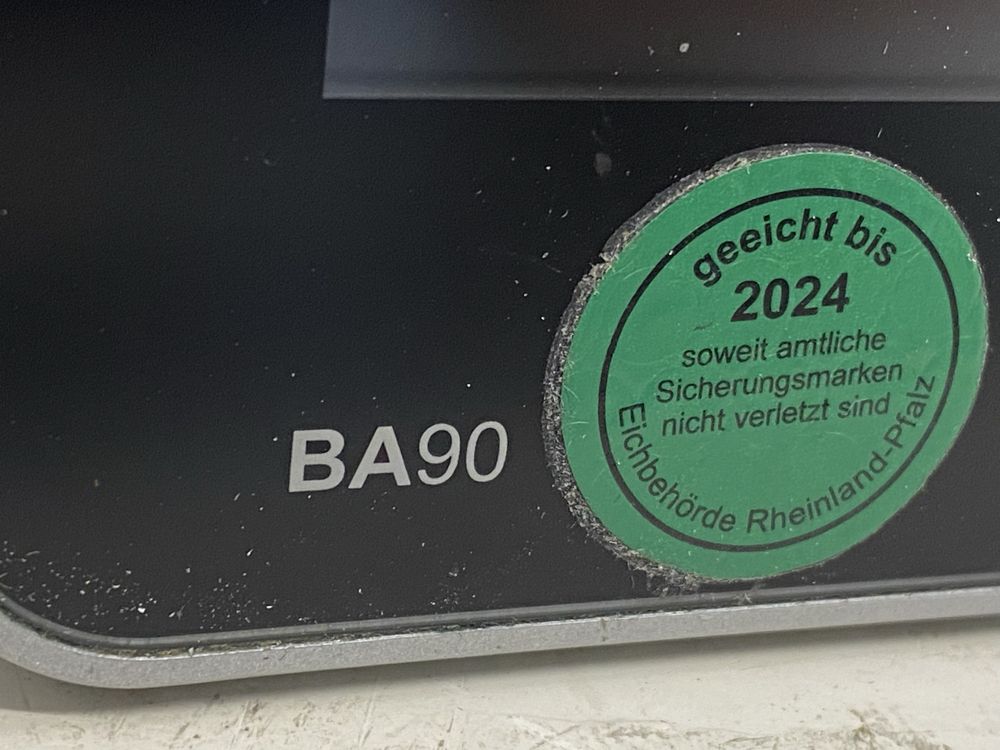 geeicht bis
2024
soweit amtliche
Sicherungsmarken
nicht verletzt sind
Eichbehörde Rheinland-Pfalz
BA90